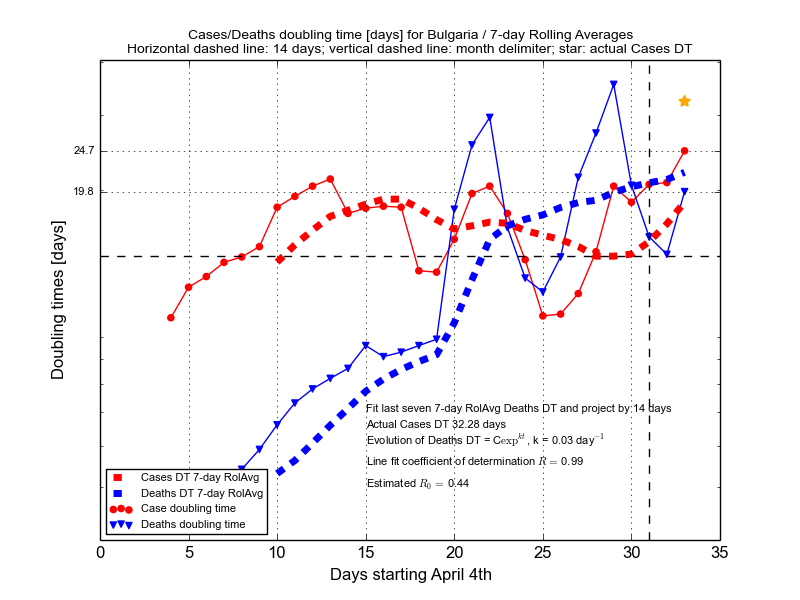 Cases/Deaths doubling time [days] for Bulgaria / 7-day Rolling Averages
Horizontal dashed line: 14 days; vertical dashed line: month delimiter; star: actual Cases DT
24.7
19.8
Doubling times [days]
Fit last seven 7-day RolAvg Deaths DT and project by 14 days
Actual Cases DT 32.28 days
Evolution of Deaths DT = C exp^{kt}, k = 0.03 day^{-1}
Line fit coefficient of determination R = 0.99
Estimated R_0 = 0.44
Cases DT 7-day RolAvg
Deaths DT 7-day RolAvg
Case doubling time
Deaths doubling time
0 5 10 15 20 25 30 35
Days starting April 4th